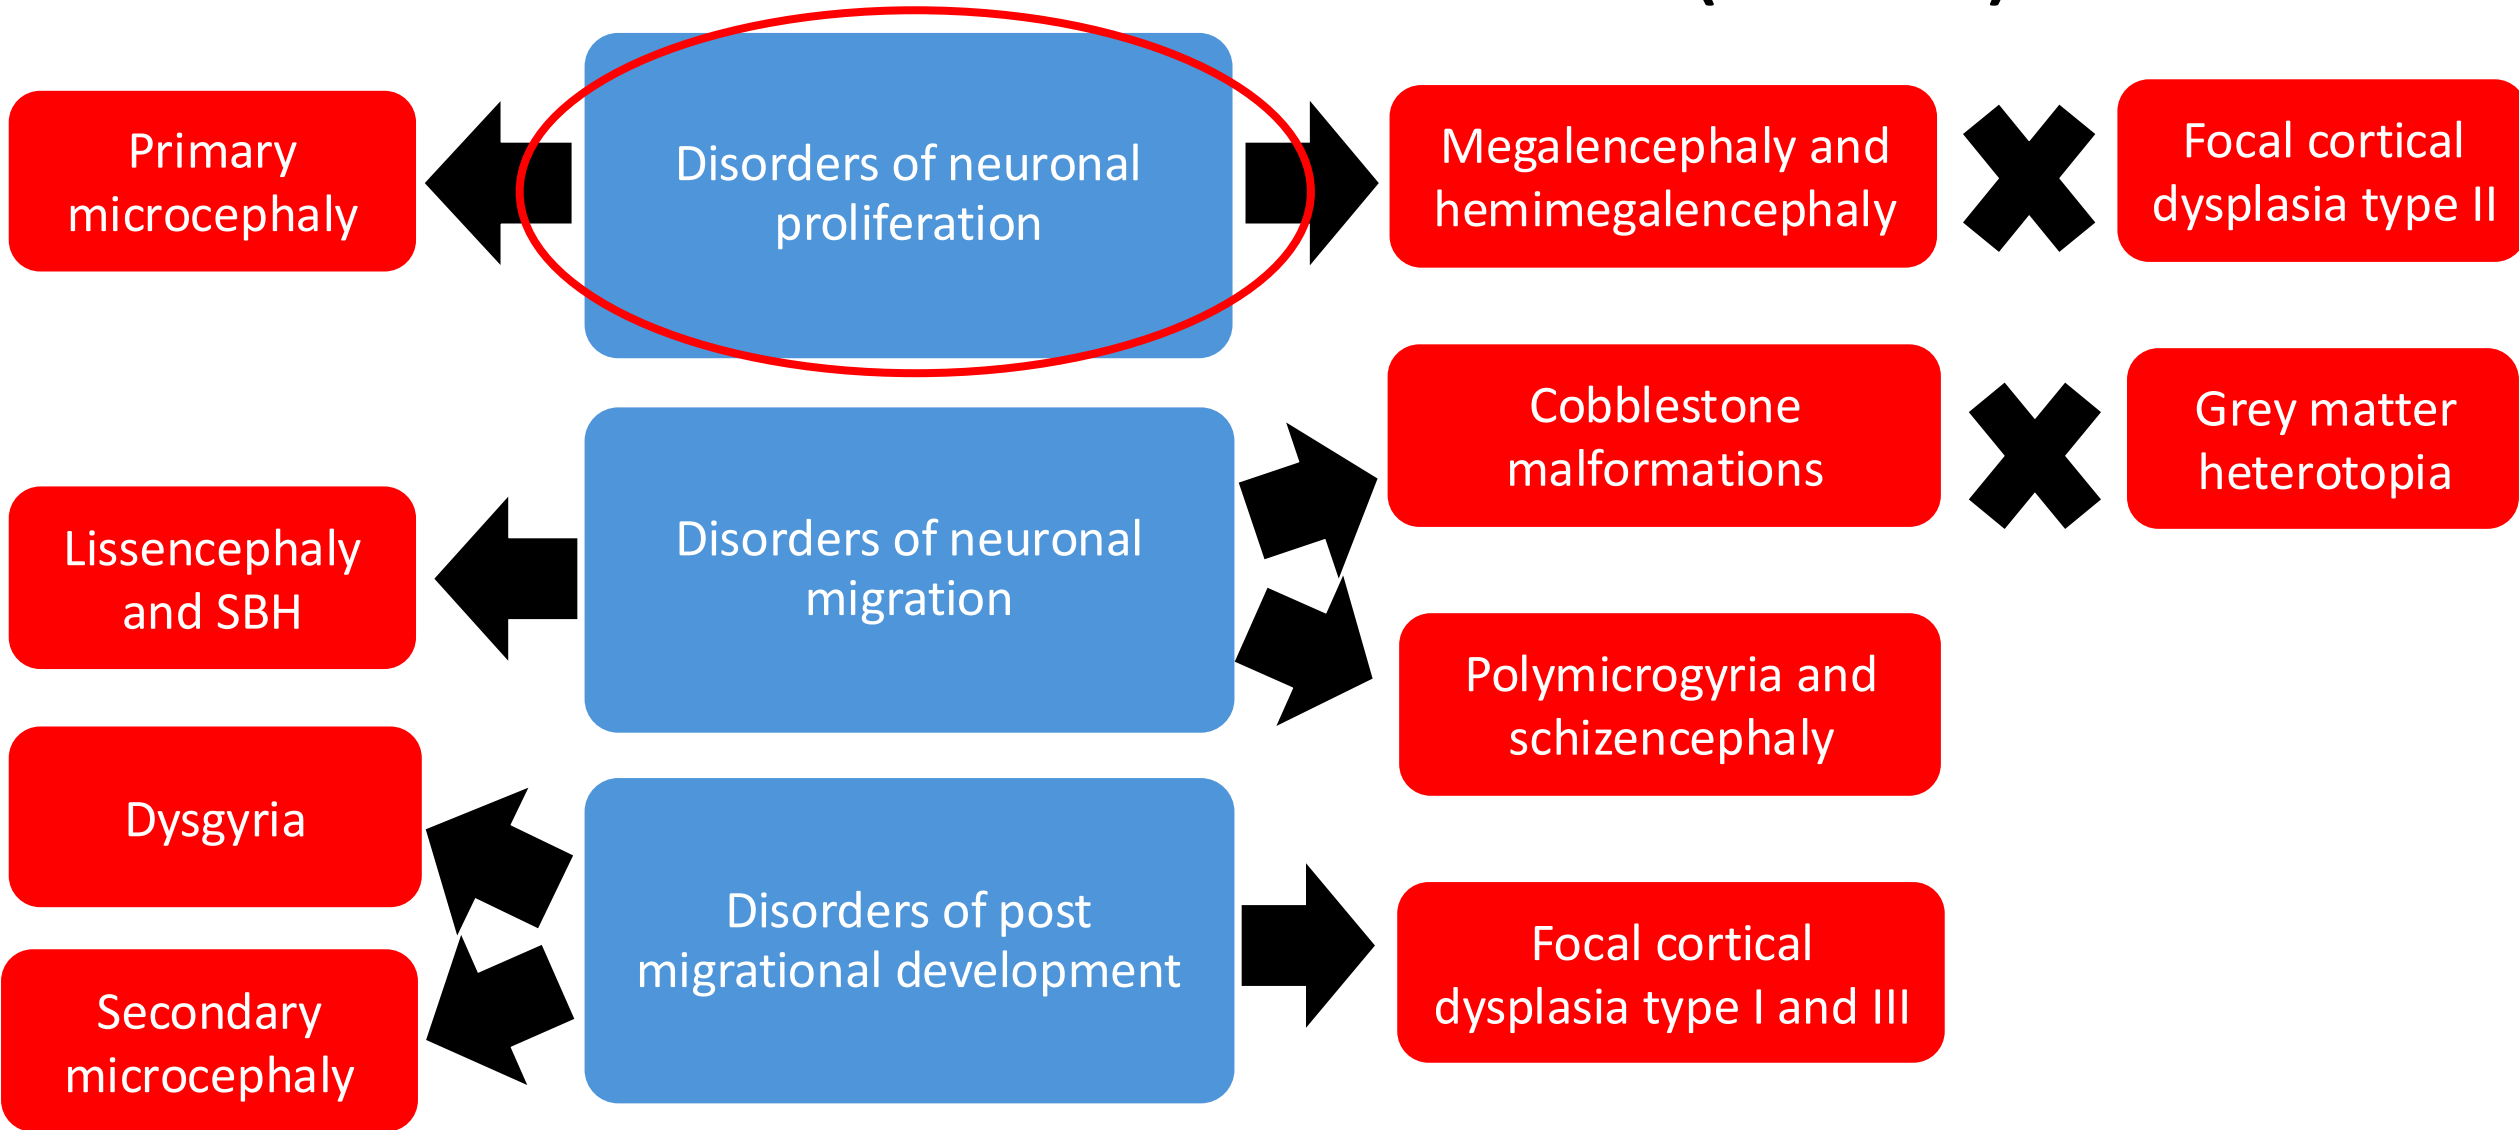 Primary
microcephaly
Disorders of neuronal
proliferation
Megalencephaly and
hemimegalencephaly
Focal cortical
dysplasia type II
Lissencephaly
and SBH
Disorders of neuronal
migration
Cobblestone
malformations
Grey matter
heterotopia
Polymicrogyria and
schizencephaly
Dysgyria
Secondary
microcephaly
Disorders of post
migrational development
Focal cortical
dysplasia type I and III